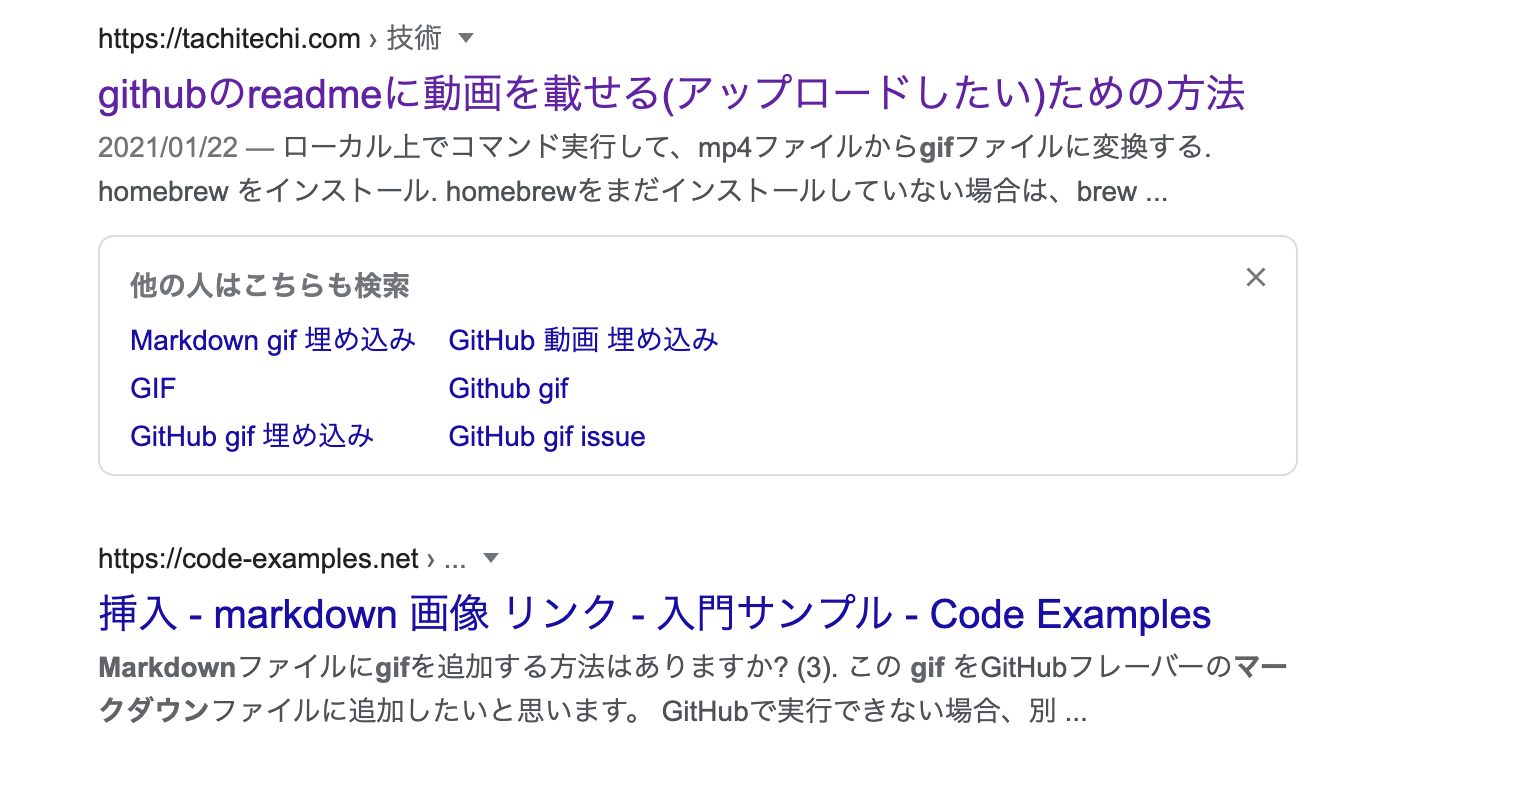 https://tachitechi.com › 技術
githubのreadmeに動画を載せる(アップロードしたい)ための方法
2021/01/22 — ローカル上でコマンド実行して、mp4ファイルからgifファイルに変換する.
homebrew をインストール. homebrewをまだインストールしていない場合は、brew ...
他の人はこちらも検索
Markdown gif 埋め込み GitHub 動画 埋め込み
GIF Github gif
GitHub gif 埋め込み GitHub gif issue
https://code-examples.net › ...
挿入 - markdown 画像 リンク - 入門サンプル - Code Examples
Markdownファイルにgifを追加する方法はありますか? (3). この gif をGitHubフレーバーのマー
クダウンファイルに追加したいと思います。 GitHubで実行できない場合、別 ...